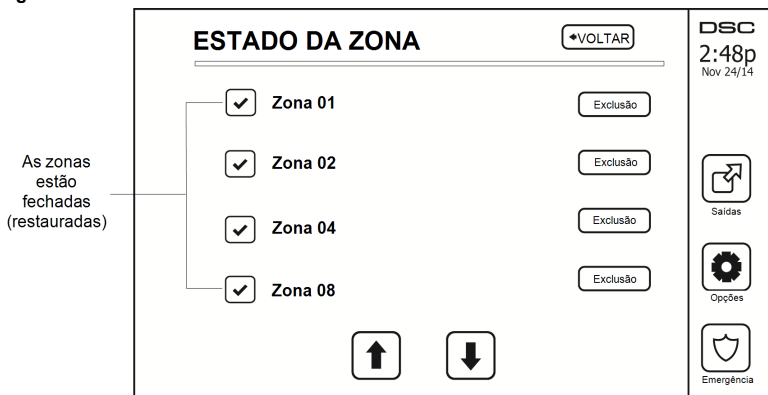 ESTADO DA ZONA
VOLTAR
DSC
2:48p
Nov 24/14
Zona 01
Exclusão
Zona 02
Exclusão
As zonas
estão
fechadas
(restauradas)
Zona 04
Exclusão
Zona 08
Exclusão
Saídas
Opções
Emergência